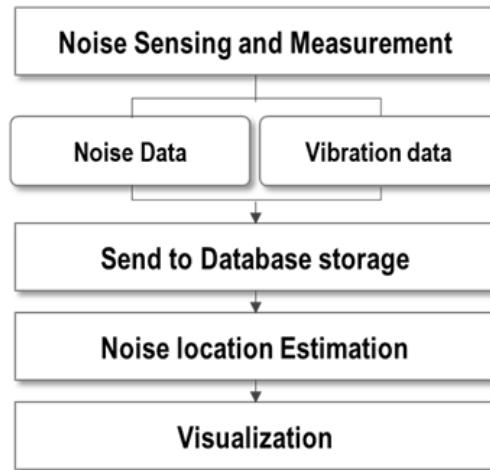 Noise Sensing and Measurement
Noise Data
Vibration data
Send to Database storage
Noise location Estimation
Visualization